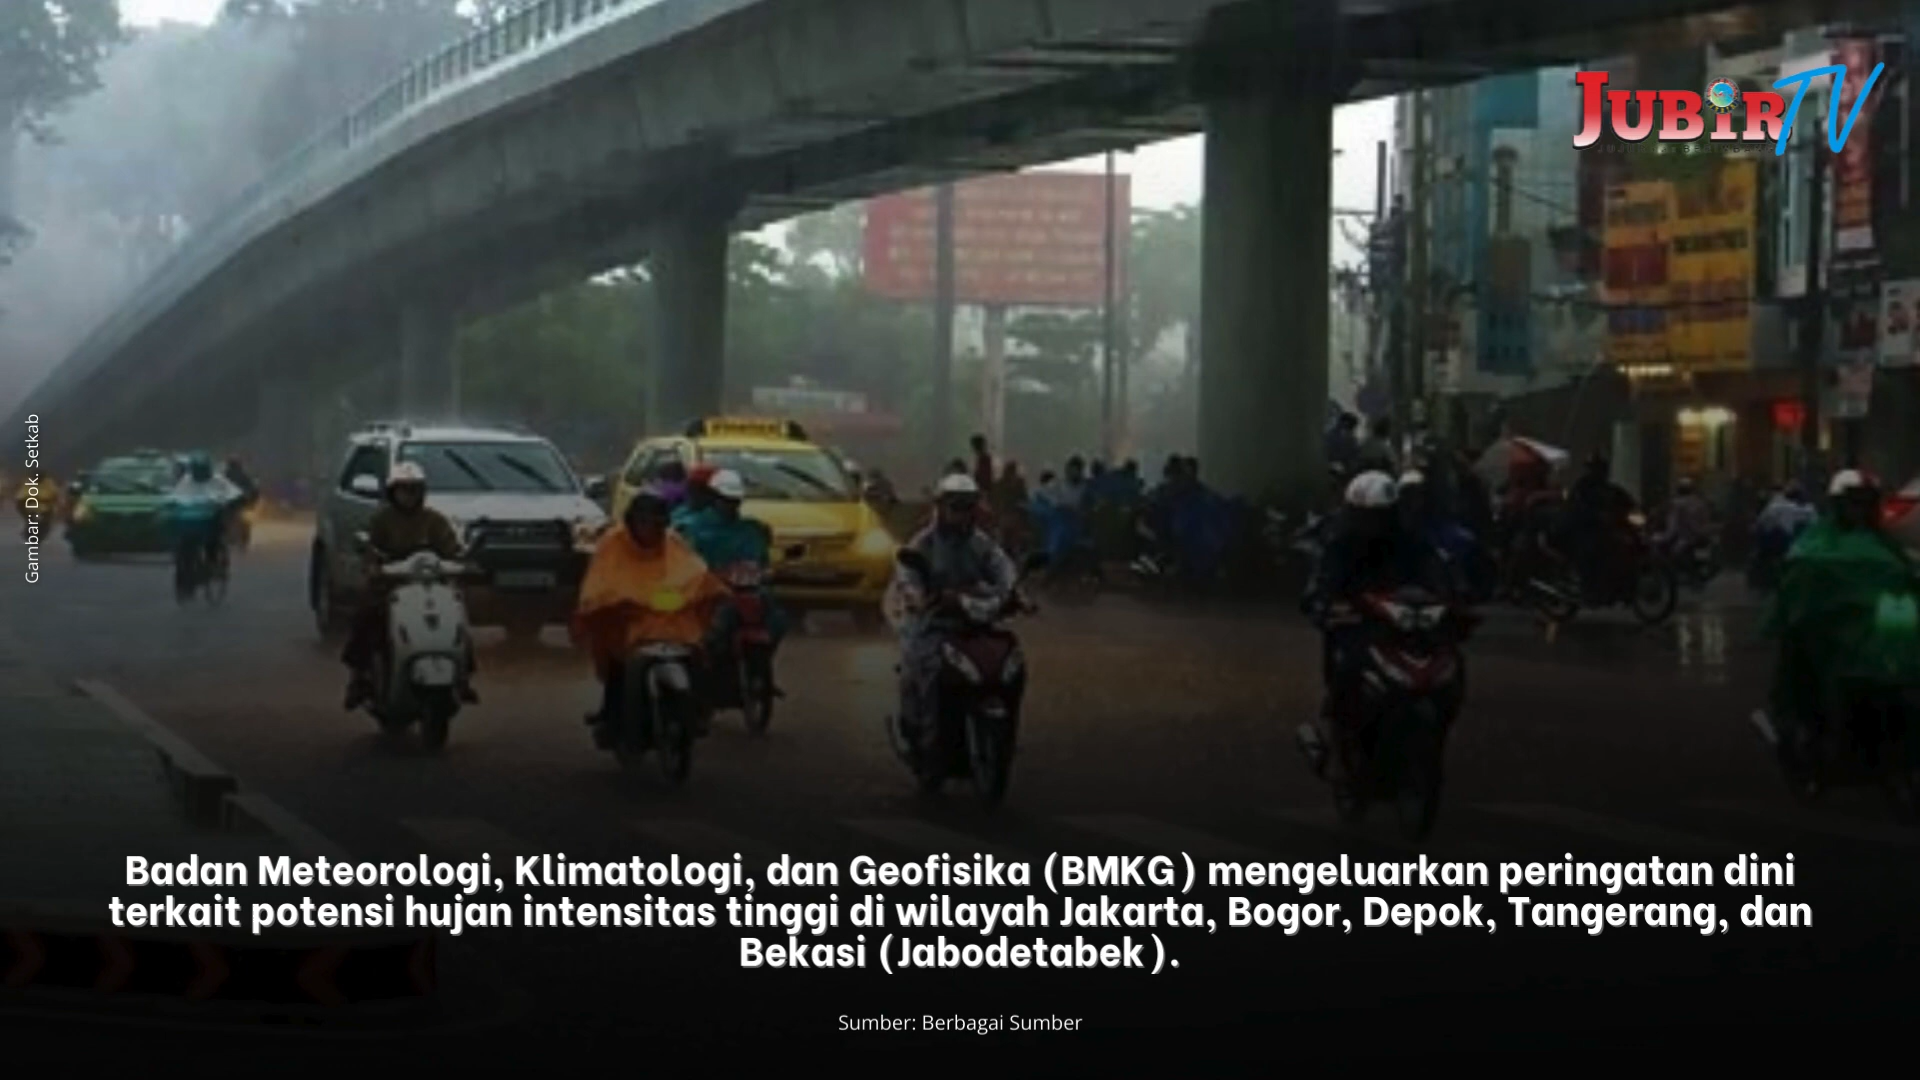 JUBIR TV
Gambar: Dok. Setkab
Badan Meteorologi, Klimatologi, dan Geofisika (BMKG) mengeluarkan peringatan dini
terkait potensi hujan intensitas tinggi di wilayah Jakarta, Bogor, Depok, Tangerang, dan
Bekasi (Jabodetabek).
Sumber: Berbagai Sumber